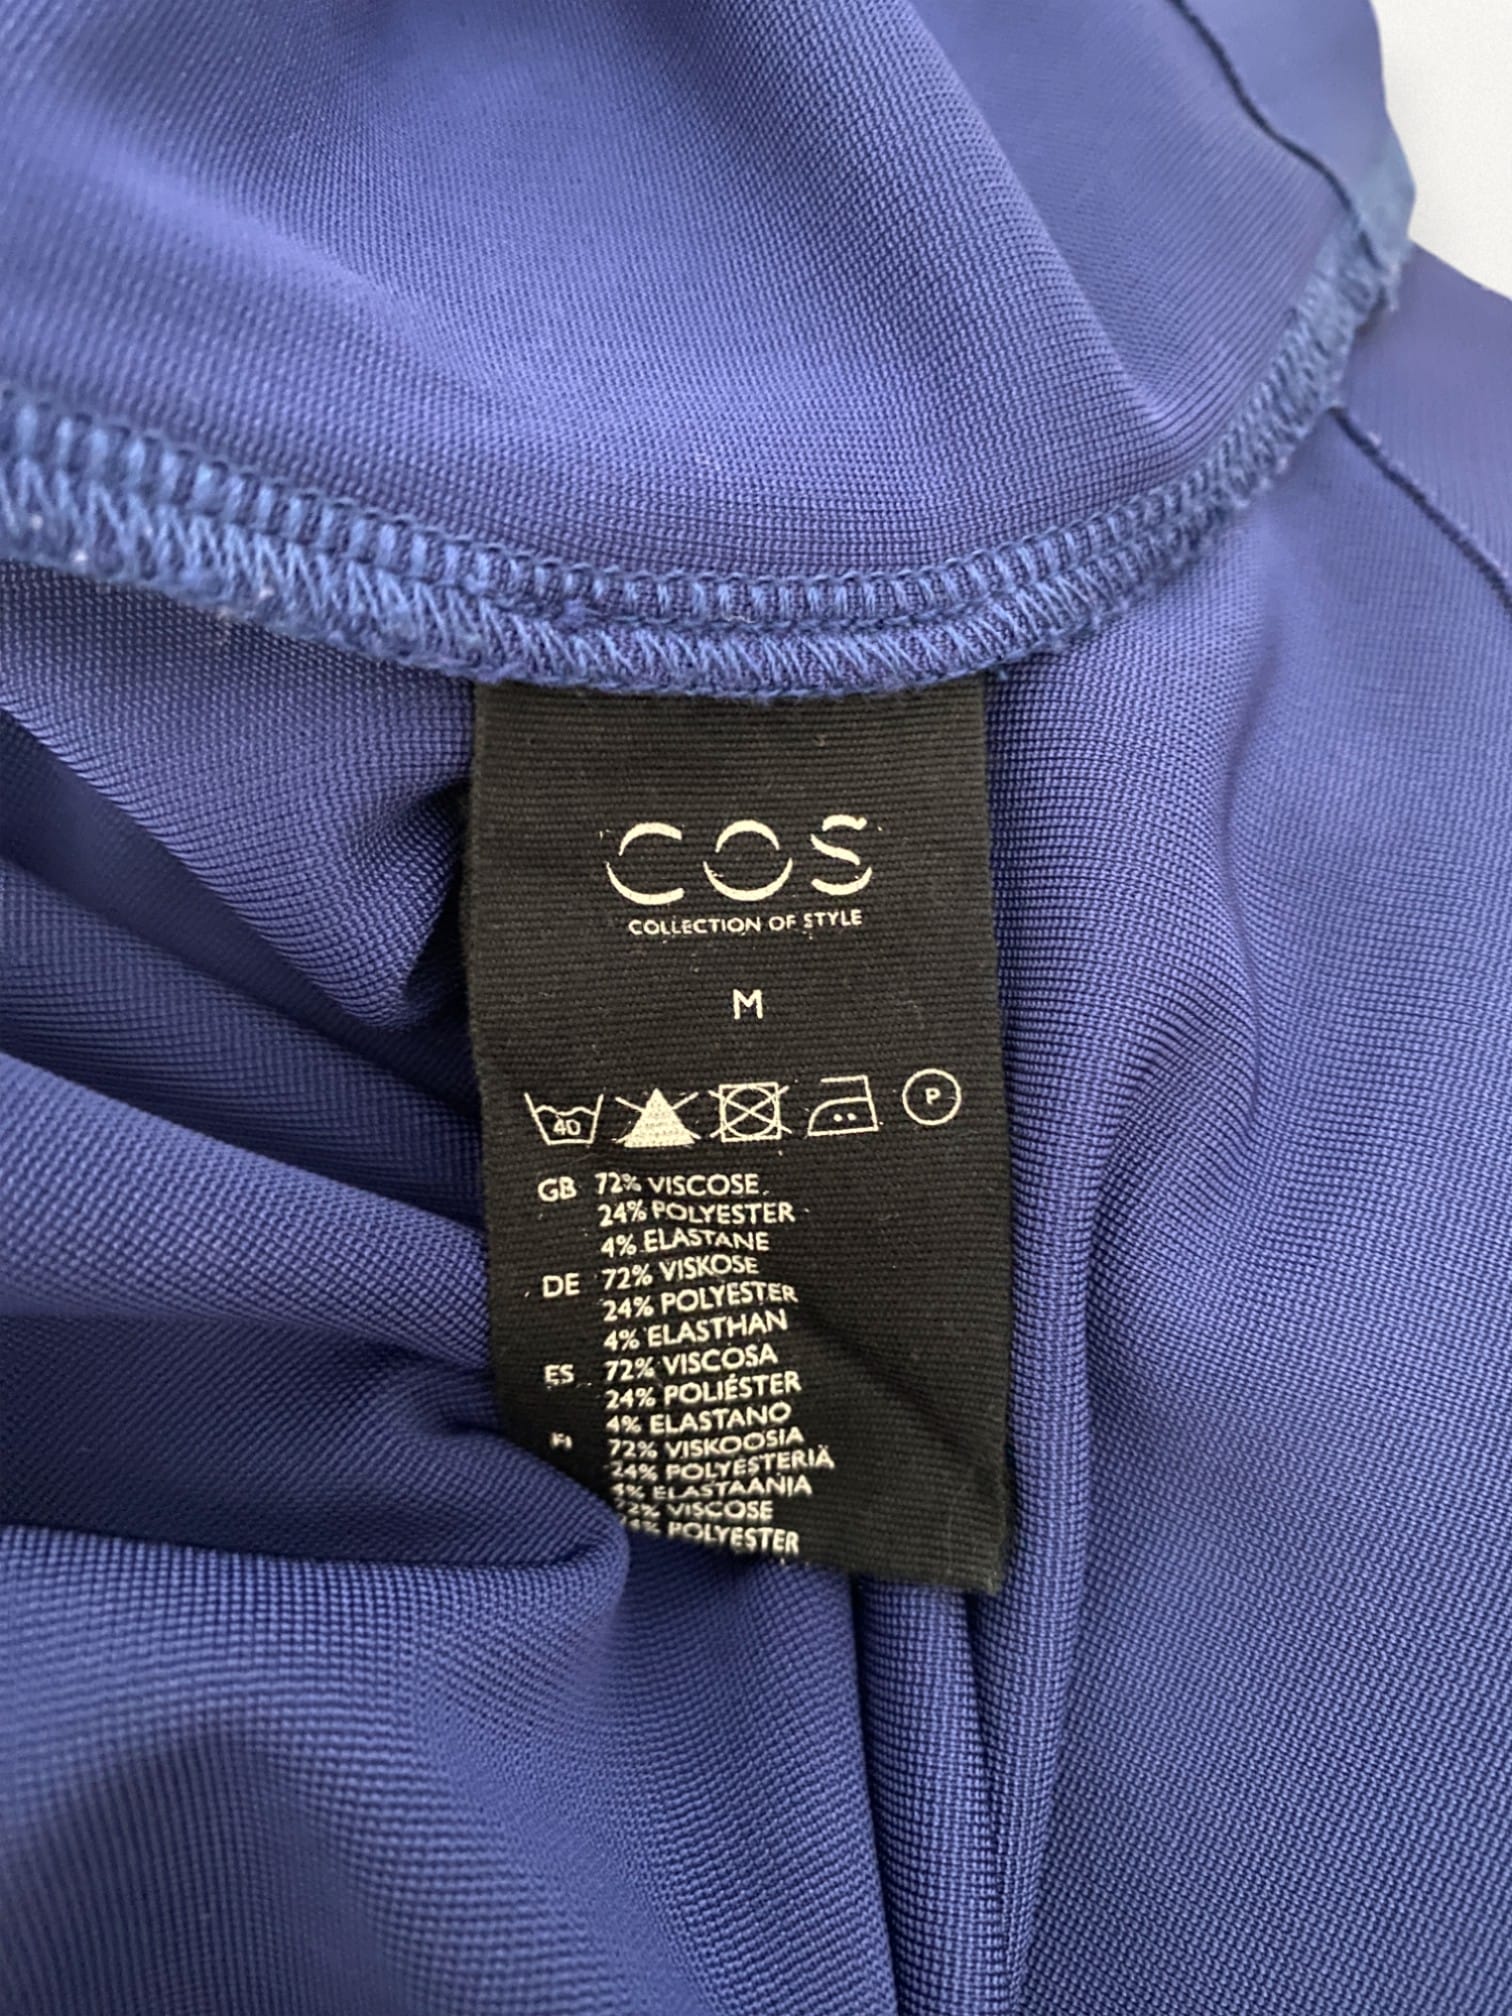 COS
COLLECTION OF STYLE
M
40 P
GB 72% VISCOSE
24% POLYESTER
4% ELASTANE
DE 72% VISKOSE
24% POLYESTER
4% ELASTHAN
ES 72% VISCOSA
24% POLIÉSTER
4% ELASTANO
FI 72% VISKOOSIA
24% POLYESTERIÄ
4% ELASTAANIA
72% VISCOSE
24% POLYESTER